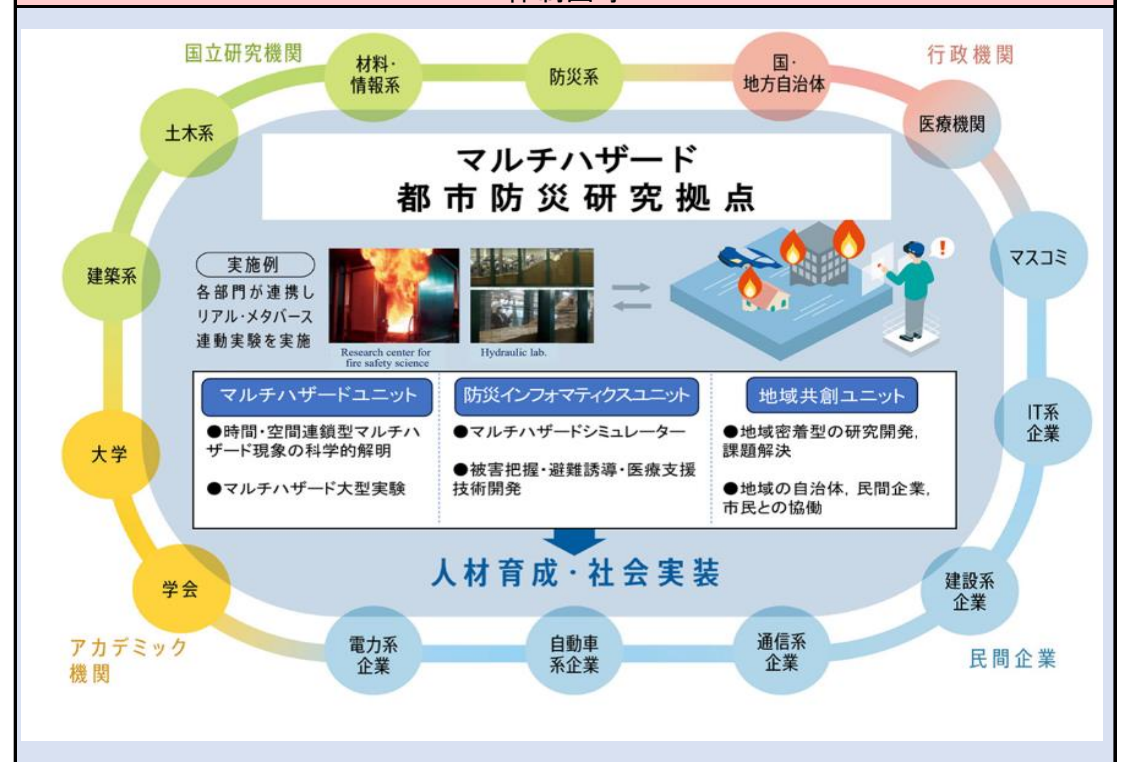 国立研究機関
材料・
情報系
防災系
国・
地方自治体
行政機関
土木系
医療機関
マルチハザード
都市防災研究拠点
建築系
マスコミ
実施例
各部門が連携し
リアル・メタバース
連動実験を実施
Research center for
fire safety science
Hydraulic lab.
マルチハザードユニット
●時間・空間連鎖型マルチハ
ザード現象の科学的解明
●マルチハザード大型実験
防災インフォマティクスユニット
●マルチハザードシミュレーター
●被害把握・避難誘導・医療支援
技術開発
地域共創ユニット
●地域密着型の研究開発,
課題解決
●地域の自治体, 民間企業,
市民との協働
大学
IT系
企業
人材育成・社会実装
学会
建設系
企業
アカデミック
機関
電力系
企業
自動車
系企業
通信系
企業
民間企業